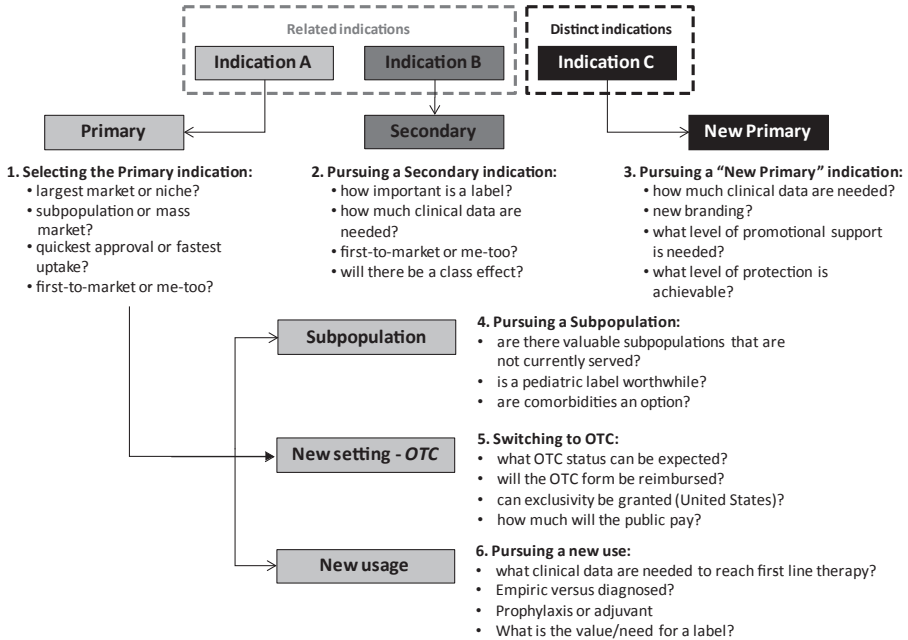 Related indications
Distinct indications
Indication A
Indication B
Indication C
Primary
Secondary
New Primary
1. Selecting the Primary indication:
• largest market or niche?
• subpopulation or mass
market?
• quickest approval or fastest
uptake?
• first-to-market or me-too?
2. Pursuing a Secondary indication:
• how important is a label?
• how much clinical data are
needed?
• first-to-market or me-too?
• will there be a class effect?
3. Pursuing a “New Primary” indication:
• how much clinical data are needed?
• new branding?
• what level of promotional support
is needed?
• what level of protection is
achievable?
Subpopulation
4. Pursuing a Subpopulation:
• are there valuable subpopulations that are
not currently served?
• is a pediatric label worthwhile?
• are comorbidities an option?
New setting - OTC
5. Switching to OTC:
• what OTC status can be expected?
• will the OTC form be reimbursed?
• can exclusivity be granted (United States)?
• how much will the public pay?
New usage
6. Pursuing a new use:
• what clinical data are needed to reach first line therapy?
• Empiric versus diagnosed?
• Prophylaxis or adjuvant
• What is the value/need for a label?